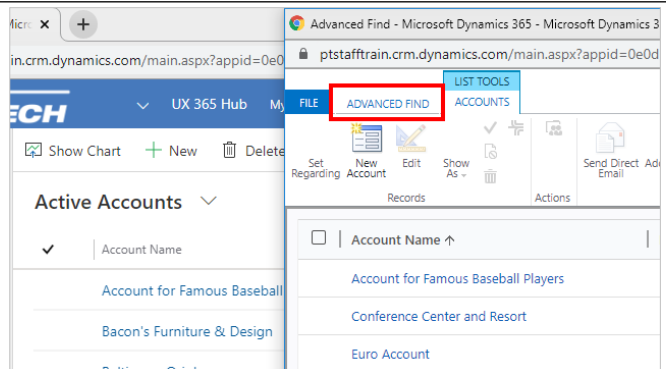 Micr
in.crm.dynamics.com/main.aspx?appid=0e0
ECH
UX 365 Hub
My
Show Chart
New
Delete
Active Accounts
Account Name
Account for Famous Baseball
Bacon's Furniture & Design
Advanced Find - Microsoft Dynamics 365 - Microsoft Dynamics 3
ptstafftrain.crm.dynamics.com/main.aspx?appid=0e0d
LIST TOOLS
FILE
ADVANCED FIND
ACCOUNTS
Set Regarding
New Account
Edit
Show As
Send Direct Email
Ad
Records
Actions
Account Name
Account for Famous Baseball Players
Conference Center and Resort
Euro Account